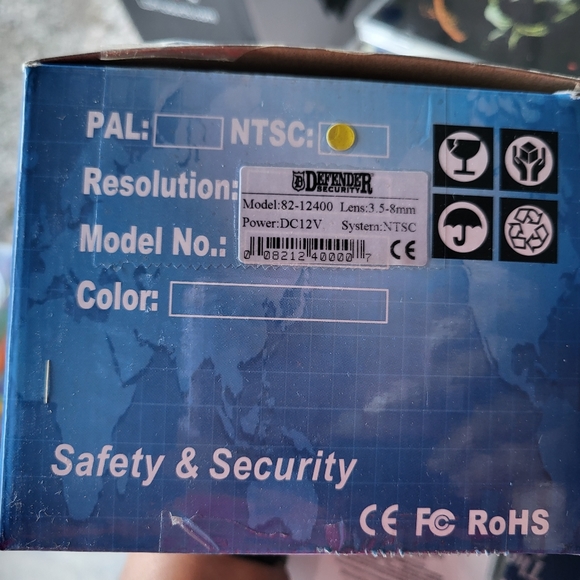 PAL: NTSC:
Resolution:
DEFENDER
SECURITY
Model:82-12400 Lens:3.5-8mm
Power:DC12V System:NTSC
Model No.:
0 08212 40000 7 CE
Color:
Safety & Security
CE FC RoHS